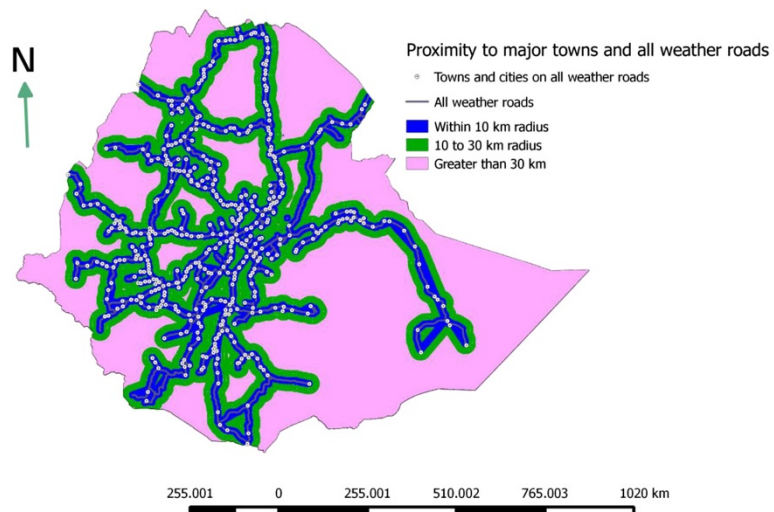 N
Proximity to major towns and all weather roads
Towns and cities on all weather roads
All weather roads
Within 10 km radius
10 to 30 km radius
Greater than 30 km
255.001 0 255.001 510.002 765.003 1020 km